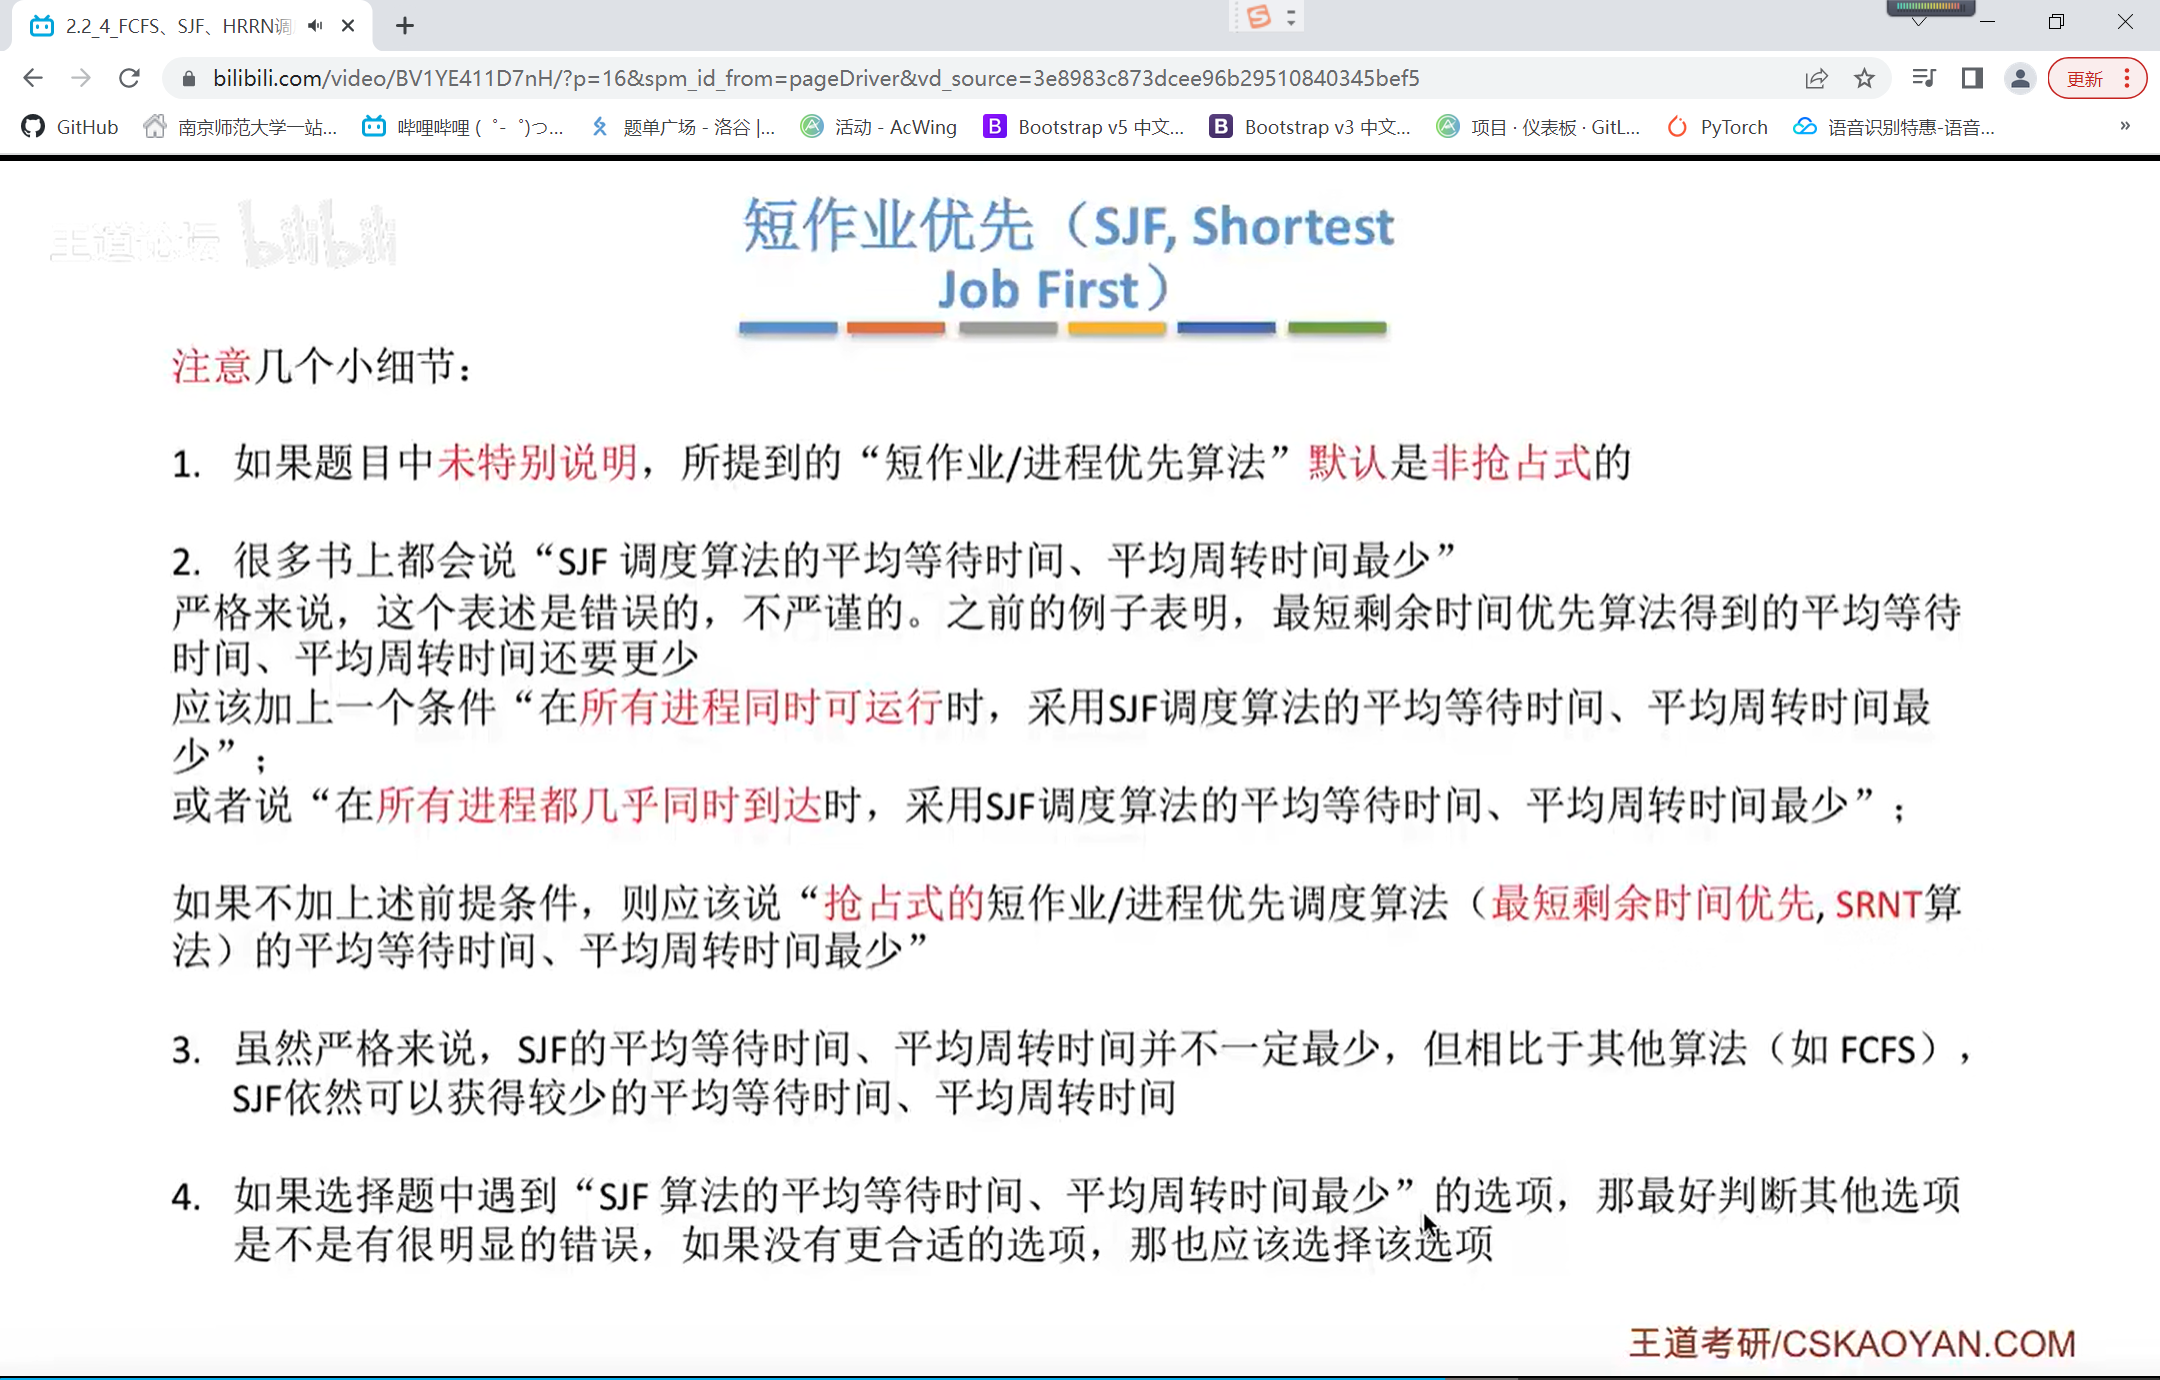 2.2_4_FCFS、SJF、HRRN调
bilibili.com/video/BV1YE411D7nH/?p=16&spm_id_from=pageDriver&vd_source=3e8983c873dcee96b29510840345bef5
更新
GitHub
南京师范大学一站...
哔哩哔哩 (゜-゜)つ...
题单广场 - 洛谷 |...
活动 - AcWing
Bootstrap v5 中文...
Bootstrap v3 中文...
项目 · 仪表板 · GitL...
PyTorch
语音识别特惠-语音...
»
王道论坛 bilibili
短作业优先（SJF, Shortest
Job First）
注意几个小细节：
1. 如果题目中未特别说明，所提到的“短作业/进程优先算法”默认是非抢占式的
2. 很多书上都会说“SJF 调度算法的平均等待时间、平均周转时间最少”
严格来说，这个表述是错误的，不严谨的。之前的例子表明，最短剩余时间优先算法得到的平均等待
时间、平均周转时间还要更少
应该加上一个条件“在所有进程同时可运行时，采用SJF调度算法的平均等待时间、平均周转时间最
少”；
或者说“在所有进程都几乎同时到达时，采用SJF调度算法的平均等待时间、平均周转时间最少”；
如果不加上述前提条件，则应该说“抢占式的短作业/进程优先调度算法（最短剩余时间优先, SRNT算
法）的平均等待时间、平均周转时间最少”
3. 虽然严格来说，SJF的平均等待时间、平均周转时间并不一定最少，但相比于其他算法（如 FCFS），
SJF依然可以获得较少的平均等待时间、平均周转时间
4. 如果选择题中遇到“SJF 算法的平均等待时间、平均周转时间最少”的选项，那最好判断其他选项
是不是有很明显的错误，如果没有更合适的选项，那也应该选择该选项
王道考研/CSKAOYAN.COM